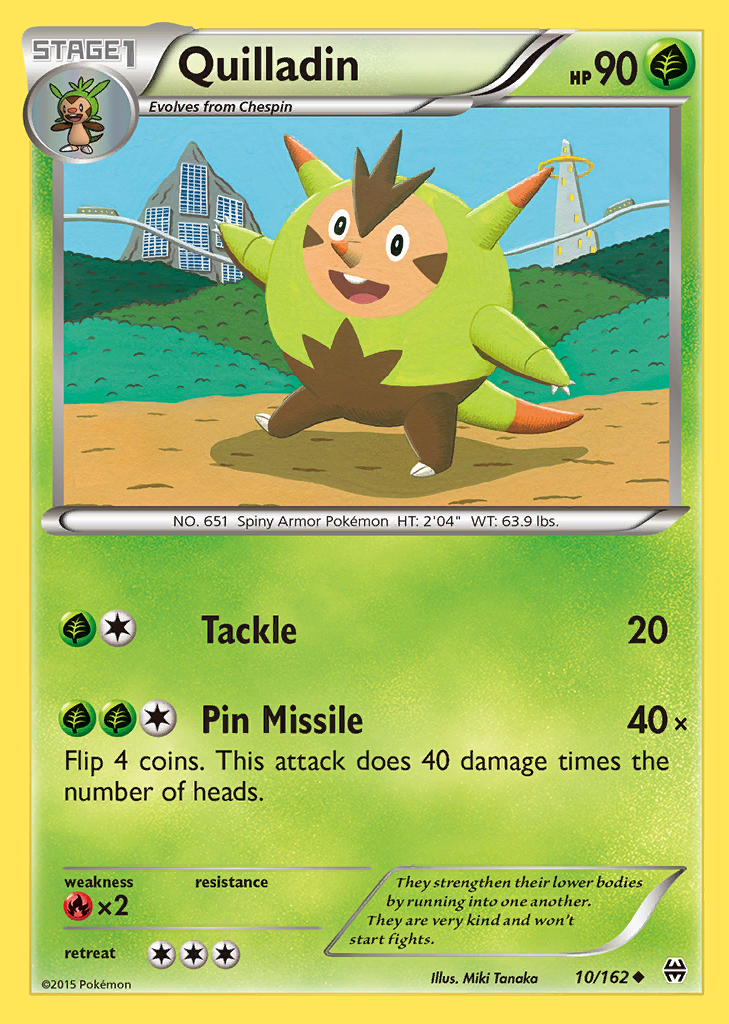 STAGE1
Quilladin
HP 90
Evolves from Chespin
NO. 651 Spiny Armor Pokémon HT: 2'04" WT: 63.9 lbs.
Tackle 20
Pin Missile 40×
Flip 4 coins. This attack does 40 damage times the
number of heads.
weakness resistance
×2
They strengthen their lower bodies
by running into one another.
They are very kind and won't
start fights.
retreat
©2015 Pokémon
Illus. Miki Tanaka
10/162